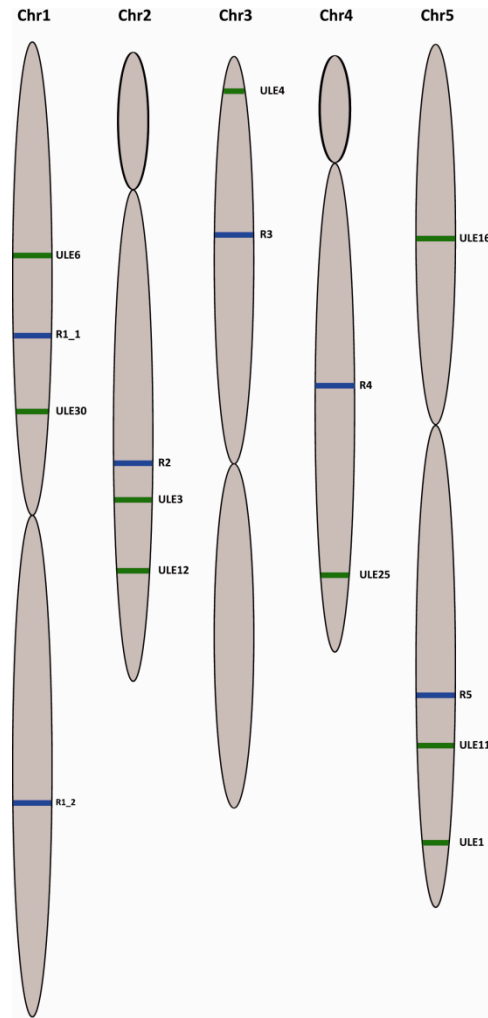 Chr1
Chr2
Chr3
Chr4
Chr5
ULE6
R1_1
ULE30
R1_2
R2
ULE3
ULE12
ULE4
R3
R4
ULE25
ULE16
R5
ULE11
ULE1